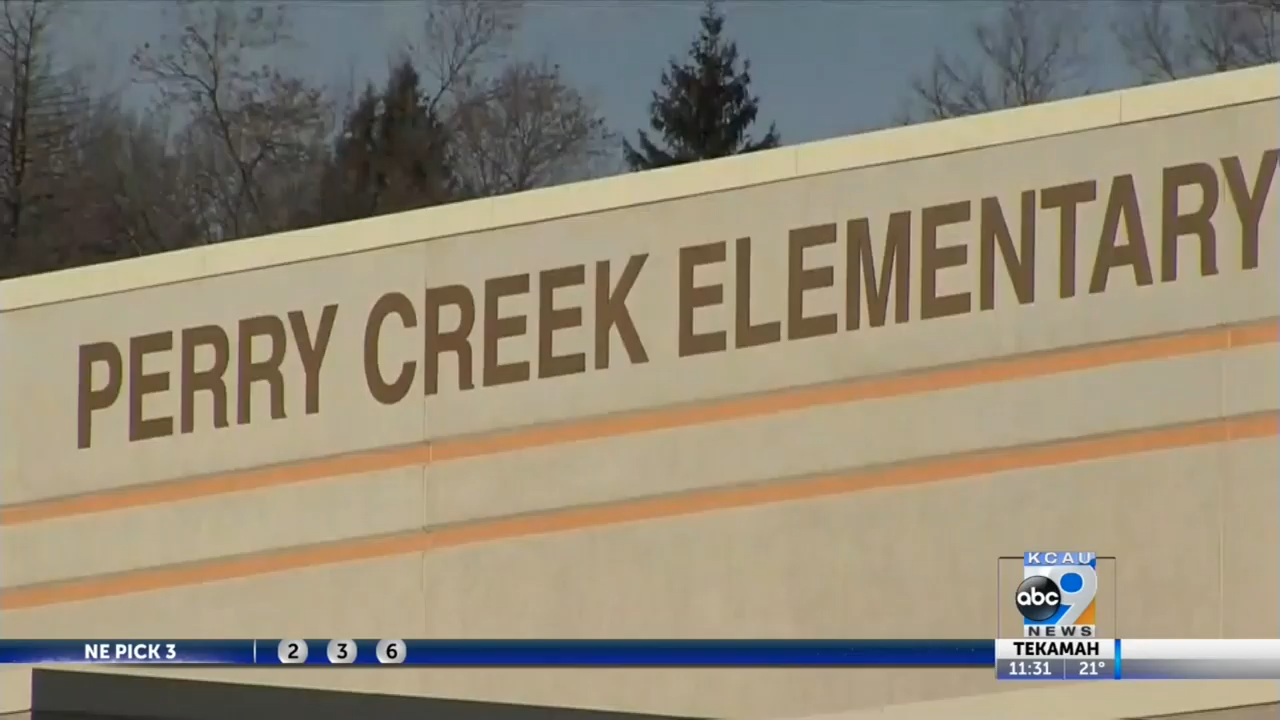 PERRY CREEK ELEMENTARY
KCAU
abc 9
NEWS
NE PICK 3 2 3 6
TEKAMAH
11:31 21°